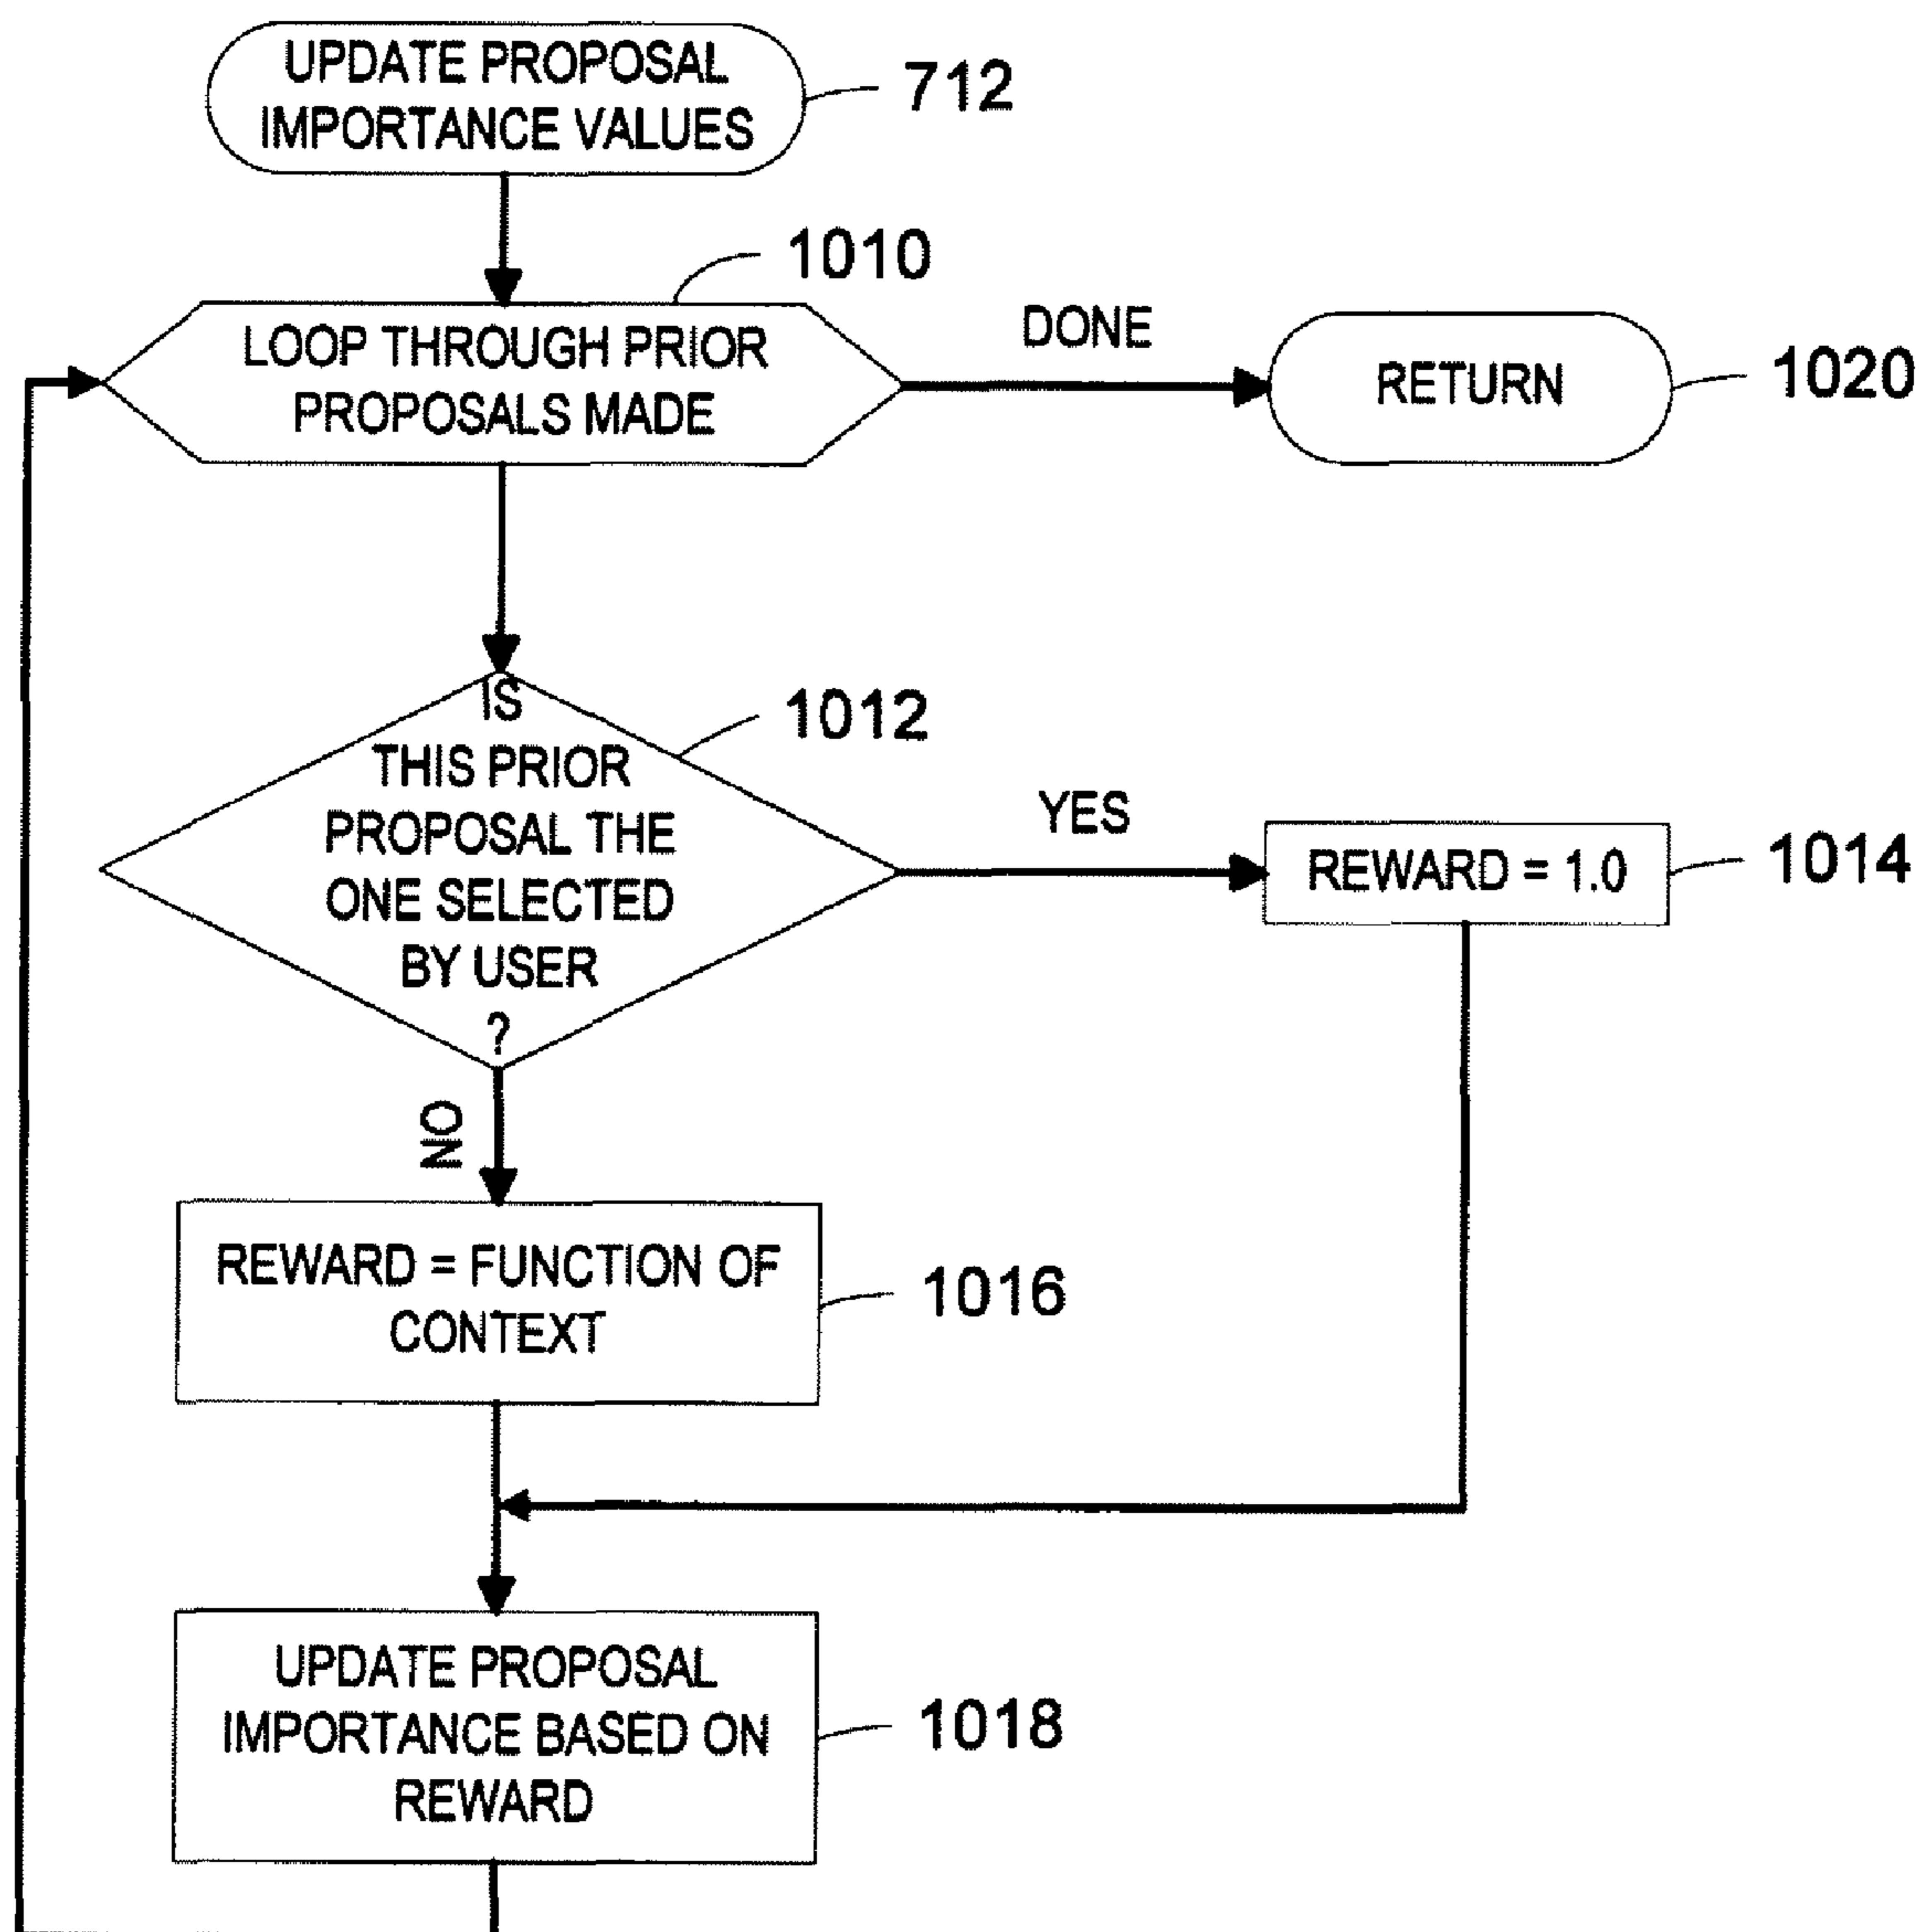 UPDATE PROPOSAL
IMPORTANCE VALUES
712
1010
LOOP THROUGH PRIOR
PROPOSALS MADE
DONE
RETURN
1020
IS
THIS PRIOR
PROPOSAL THE
ONE SELECTED
BY USER
?
1012
YES
REWARD = 1.0
1014
NO
REWARD = FUNCTION OF
CONTEXT
1016
UPDATE PROPOSAL
IMPORTANCE BASED ON
REWARD
1018